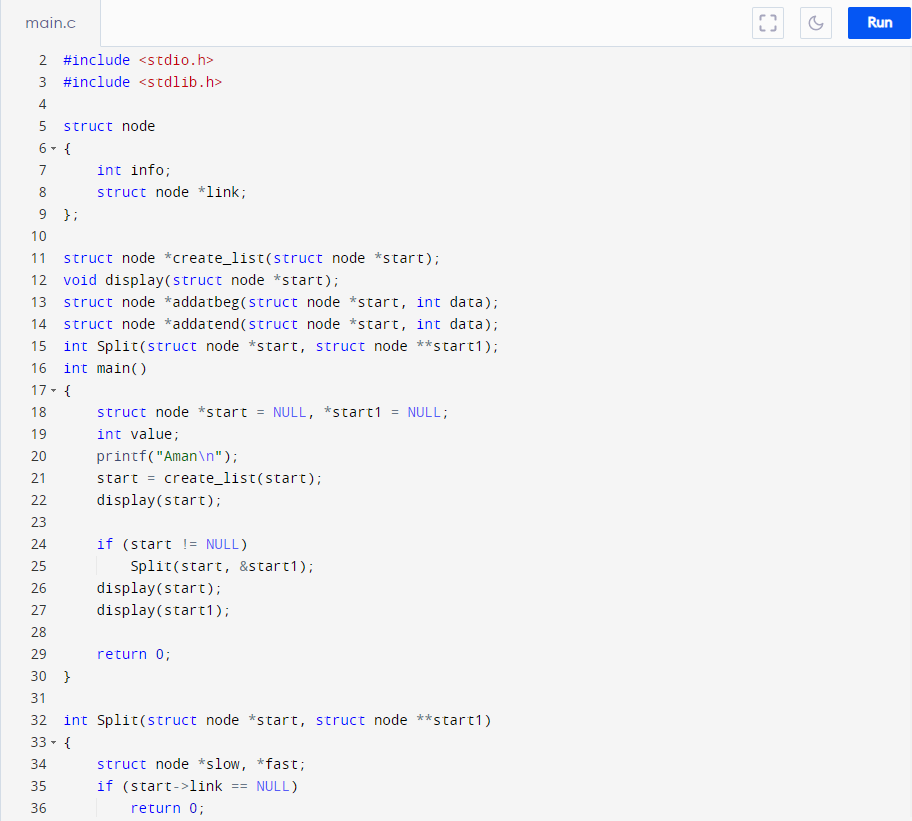 main.c
Run
2 #include <stdio.h>
3 #include <stdlib.h>
4
5 struct node
6 {
7     int info;
8     struct node *link;
9 };
10
11 struct node *create_list(struct node *start);
12 void display(struct node *start);
13 struct node *addatbeg(struct node *start, int data);
14 struct node *addatend(struct node *start, int data);
15 int Split(struct node *start, struct node **start1);
16 int main()
17 {
18     struct node *start = NULL, *start1 = NULL;
19     int value;
20     printf("Aman\n");
21     start = create_list(start);
22     display(start);
23
24     if (start != NULL)
25         Split(start, &start1);
26     display(start);
27     display(start1);
28
29     return 0;
30 }
31
32 int Split(struct node *start, struct node **start1)
33 {
34     struct node *slow, *fast;
35     if (start->link == NULL)
36         return 0;